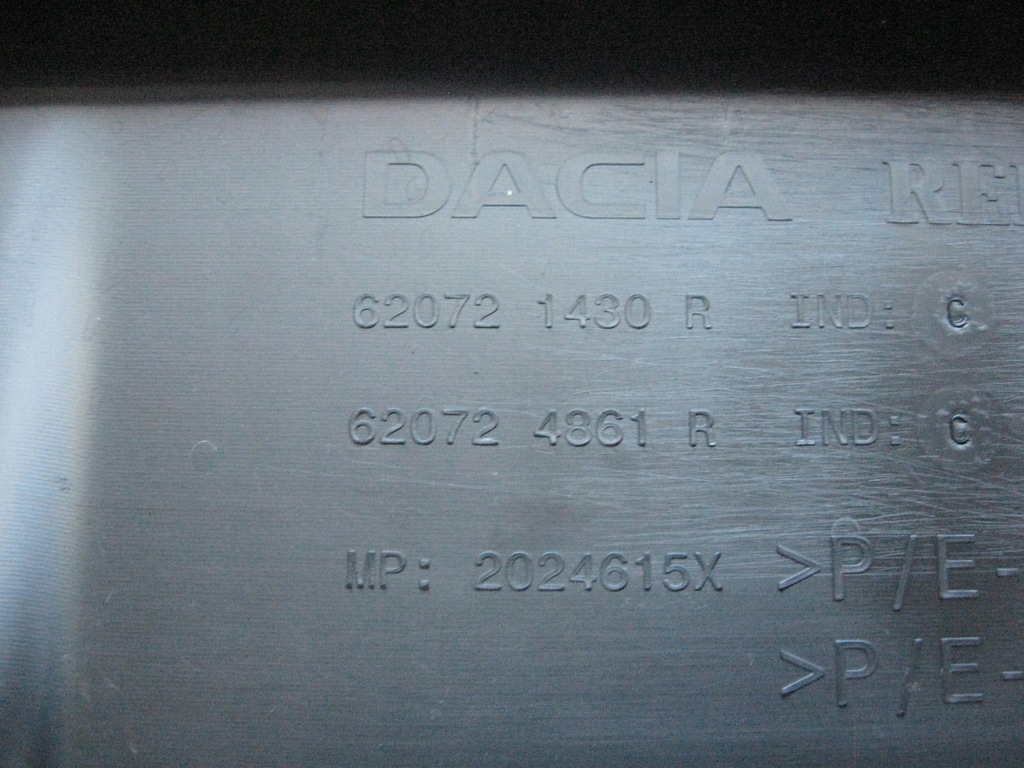 DACIA
62072 1430 R IND: C
62072 4861 R IND: C
MP: 2024615X >P/E-
>P/E-